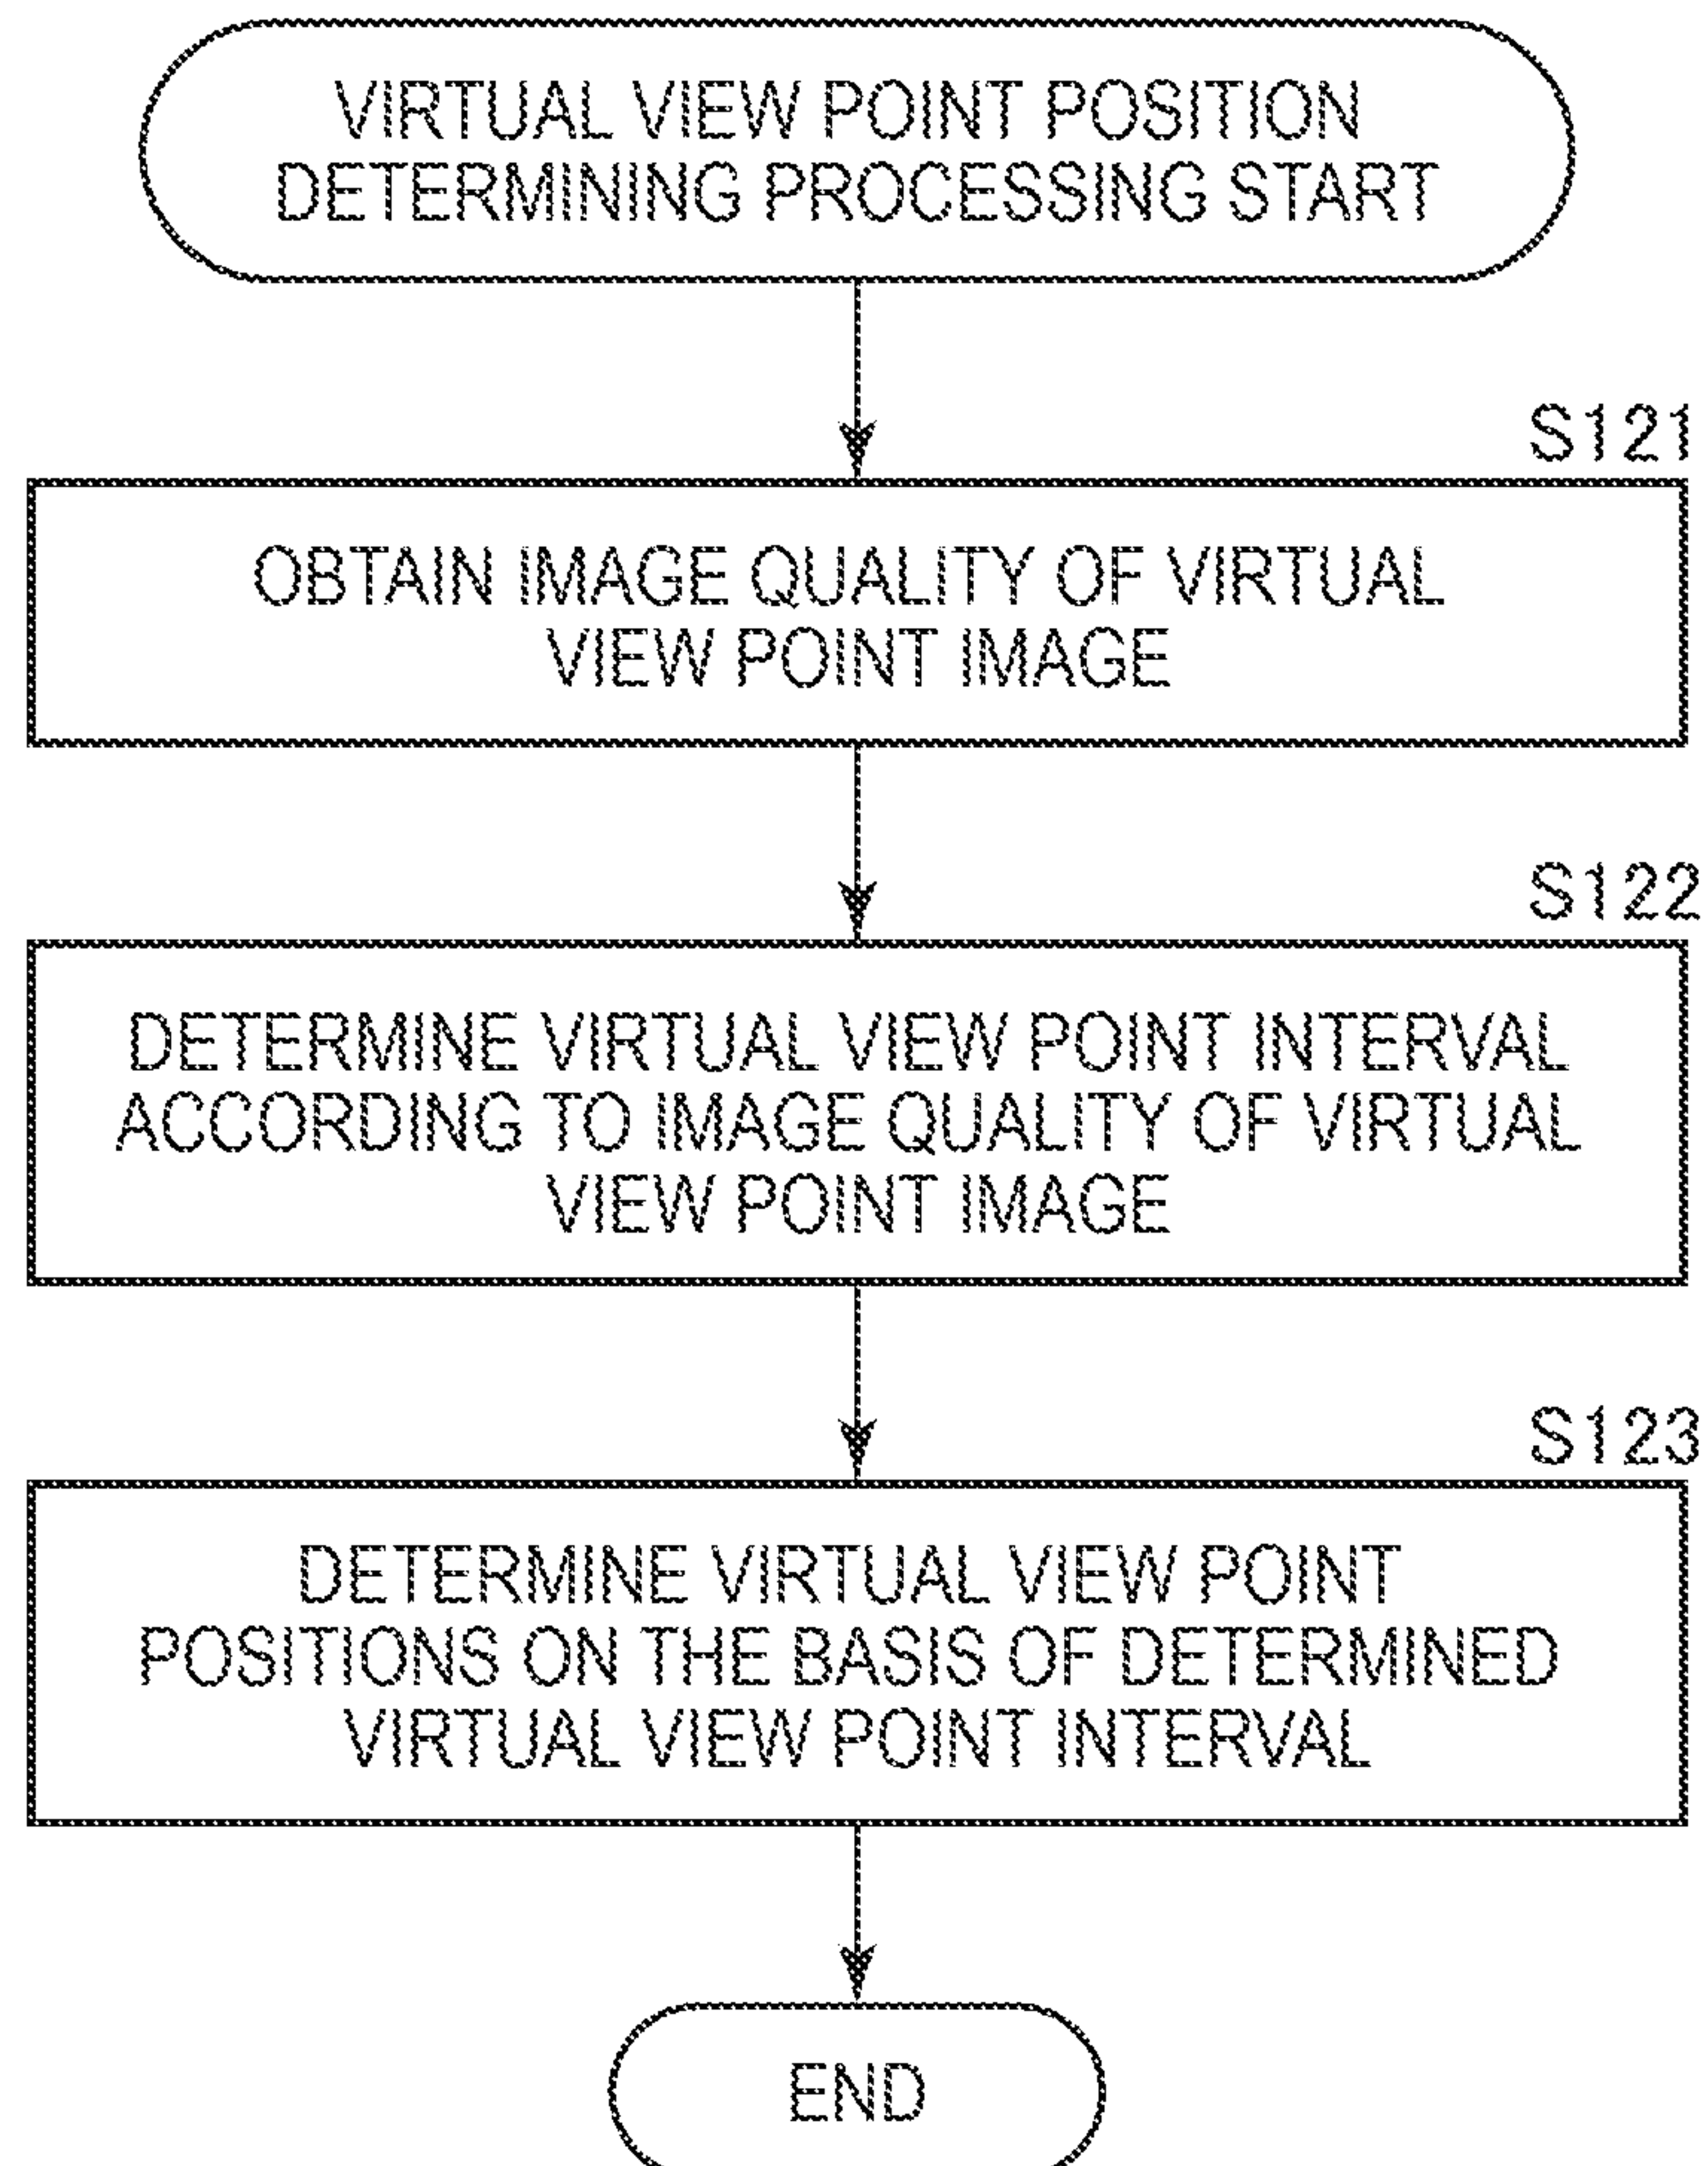 VIRTUAL VIEW POINT POSITION
DETERMINING PROCESSING START
S121
OBTAIN IMAGE QUALITY OF VIRTUAL
VIEW POINT IMAGE
S122
DETERMINE VIRTUAL VIEW POINT INTERVAL
ACCORDING TO IMAGE QUALITY OF VIRTUAL
VIEW POINT IMAGE
S123
DETERMINE VIRTUAL VIEW POINT
POSITIONS ON THE BASIS OF DETERMINED
VIRTUAL VIEW POINT INTERVAL
END